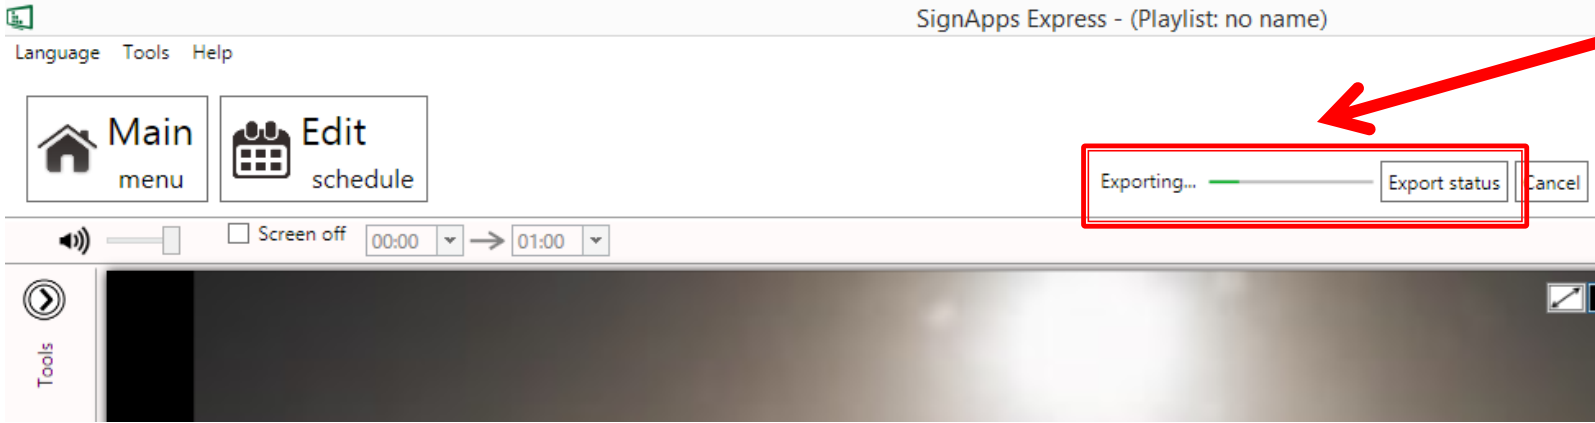 SignApps Express - (Playlist: no name)
Language Tools Help
Main
menu
Edit
schedule
Exporting...
Export status
Cancel
Screen off
00:00
01:00
Tools